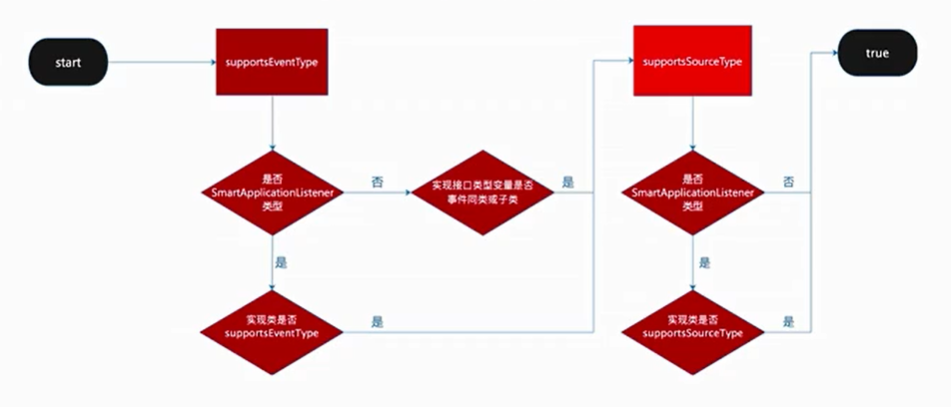 start
supportsEventType
supportsSourceType
true
是否
SmartApplicationListener
类型
否
实现接口类型变量是否
事件同类或子类
是
是否
SmartApplicationListener
类型
否
是
是
实现类是否
supportsEventType
是
实现类是否
supportsSourceType
是